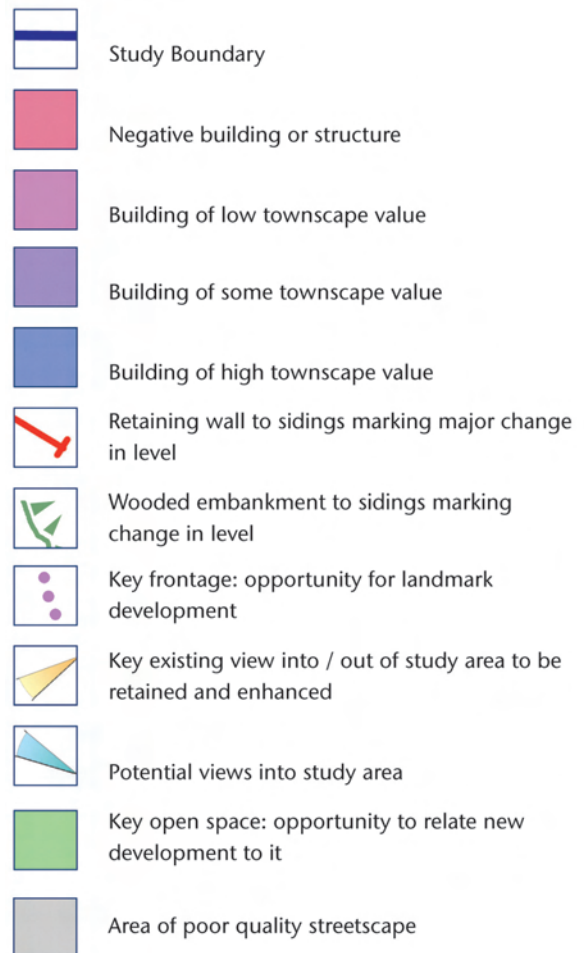 Study Boundary
Negative building or structure
Building of low townscape value
Building of some townscape value
Building of high townscape value
Retaining wall to sidings marking major change
in level
Wooded embankment to sidings marking
change in level
Key frontage: opportunity for landmark
development
Key existing view into / out of study area to be
retained and enhanced
Potential views into study area
Key open space: opportunity to relate new
development to it
Area of poor quality streetscape